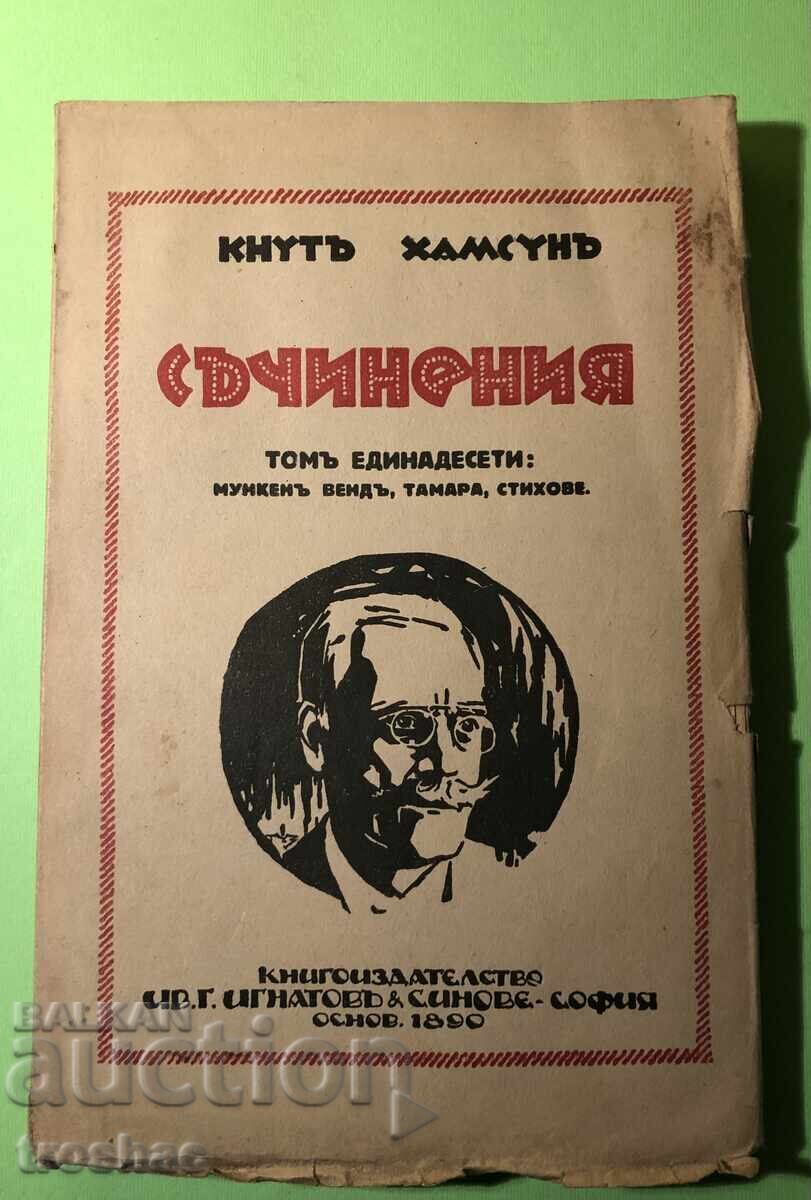 КНУТЪ ХАМСУНЪ
СЪЧИНЕНИЯ
ТОМЪ ЕДИНАДЕСЕТИ:
МУНКЕНЪ ВЕНДЪ, ТАМАРА, СТИХОВЕ.
КНИГОИЗДАТЕЛСТВО
ИВ. Г. ИГНАТОВЪ & СИНОВЕ - СОФИЯ
ОСНОВ. 1890
BALKAN
auction
troshac